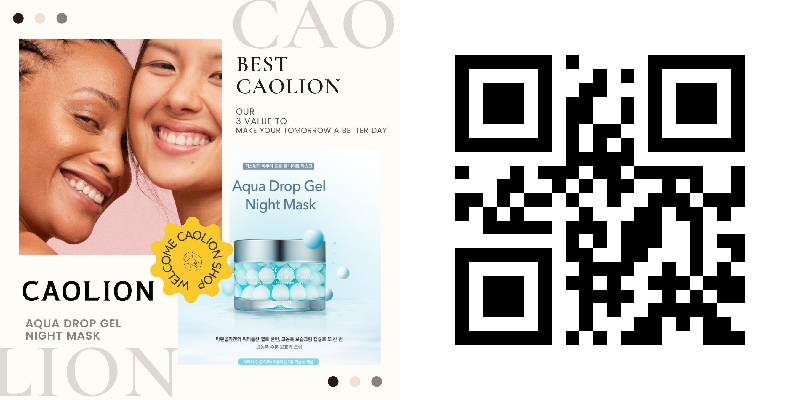 CAO
BEST
CAOLION
OUR
3 VALUE TO
MAKE YOUR TOMORROW A BETTER DAY
Aqua Drop Gel
Night Mask
WELCOME CAOLION SHOP
CAOLION
AQUA DROP GEL
NIGHT MASK
LION